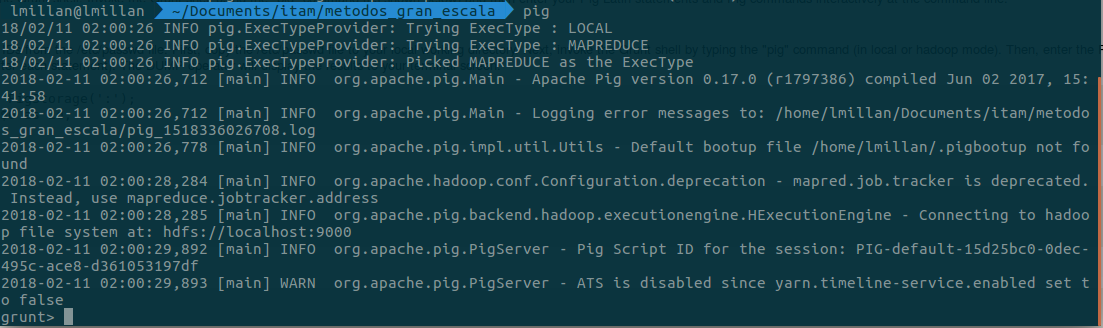 lmillan@lmillan ~/Documents/itam/metodos_gran_escala pig
18/02/11 02:00:26 INFO pig.ExecTypeProvider: Trying ExecType : LOCAL
18/02/11 02:00:26 INFO pig.ExecTypeProvider: Trying ExecType : MAPREDUCE
18/02/11 02:00:26 INFO pig.ExecTypeProvider: Picked MAPREDUCE as the ExecType
2018-02-11 02:00:26,712 [main] INFO  org.apache.pig.Main - Apache Pig version 0.17.0 (r1797386) compiled Jun 02 2017, 15:
41:58
2018-02-11 02:00:26,712 [main] INFO  org.apache.pig.Main - Logging error messages to: /home/lmillan/Documents/itam/metodo
s_gran_escala/pig_1518336026708.log
2018-02-11 02:00:26,778 [main] INFO  org.apache.pig.impl.util.Utils - Default bootup file /home/lmillan/.pigbootup not fo
und
2018-02-11 02:00:28,284 [main] INFO  org.apache.hadoop.conf.Configuration.deprecation - mapred.job.tracker is deprecated.
 Instead, use mapreduce.jobtracker.address
2018-02-11 02:00:28,285 [main] INFO  org.apache.pig.backend.hadoop.executionengine.HExecutionEngine - Connecting to hadoo
p file system at: hdfs://localhost:9000
2018-02-11 02:00:29,892 [main] INFO  org.apache.pig.PigServer - Pig Script ID for the session: PIG-default-15d25bc0-0dec-
495c-ace8-d361053197df
2018-02-11 02:00:29,893 [main] WARN  org.apache.pig.PigServer - ATS is disabled since yarn.timeline-service.enabled set t
o false
grunt>